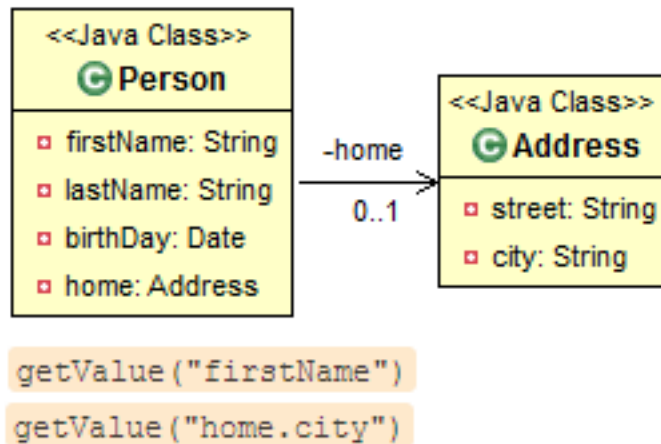 <<Java Class>>
C Person
firstName: String
lastName: String
birthDay: Date
home: Address
-home
0..1
<<Java Class>>
C Address
street: String
city: String
getValue("firstName")
getValue("home.city")